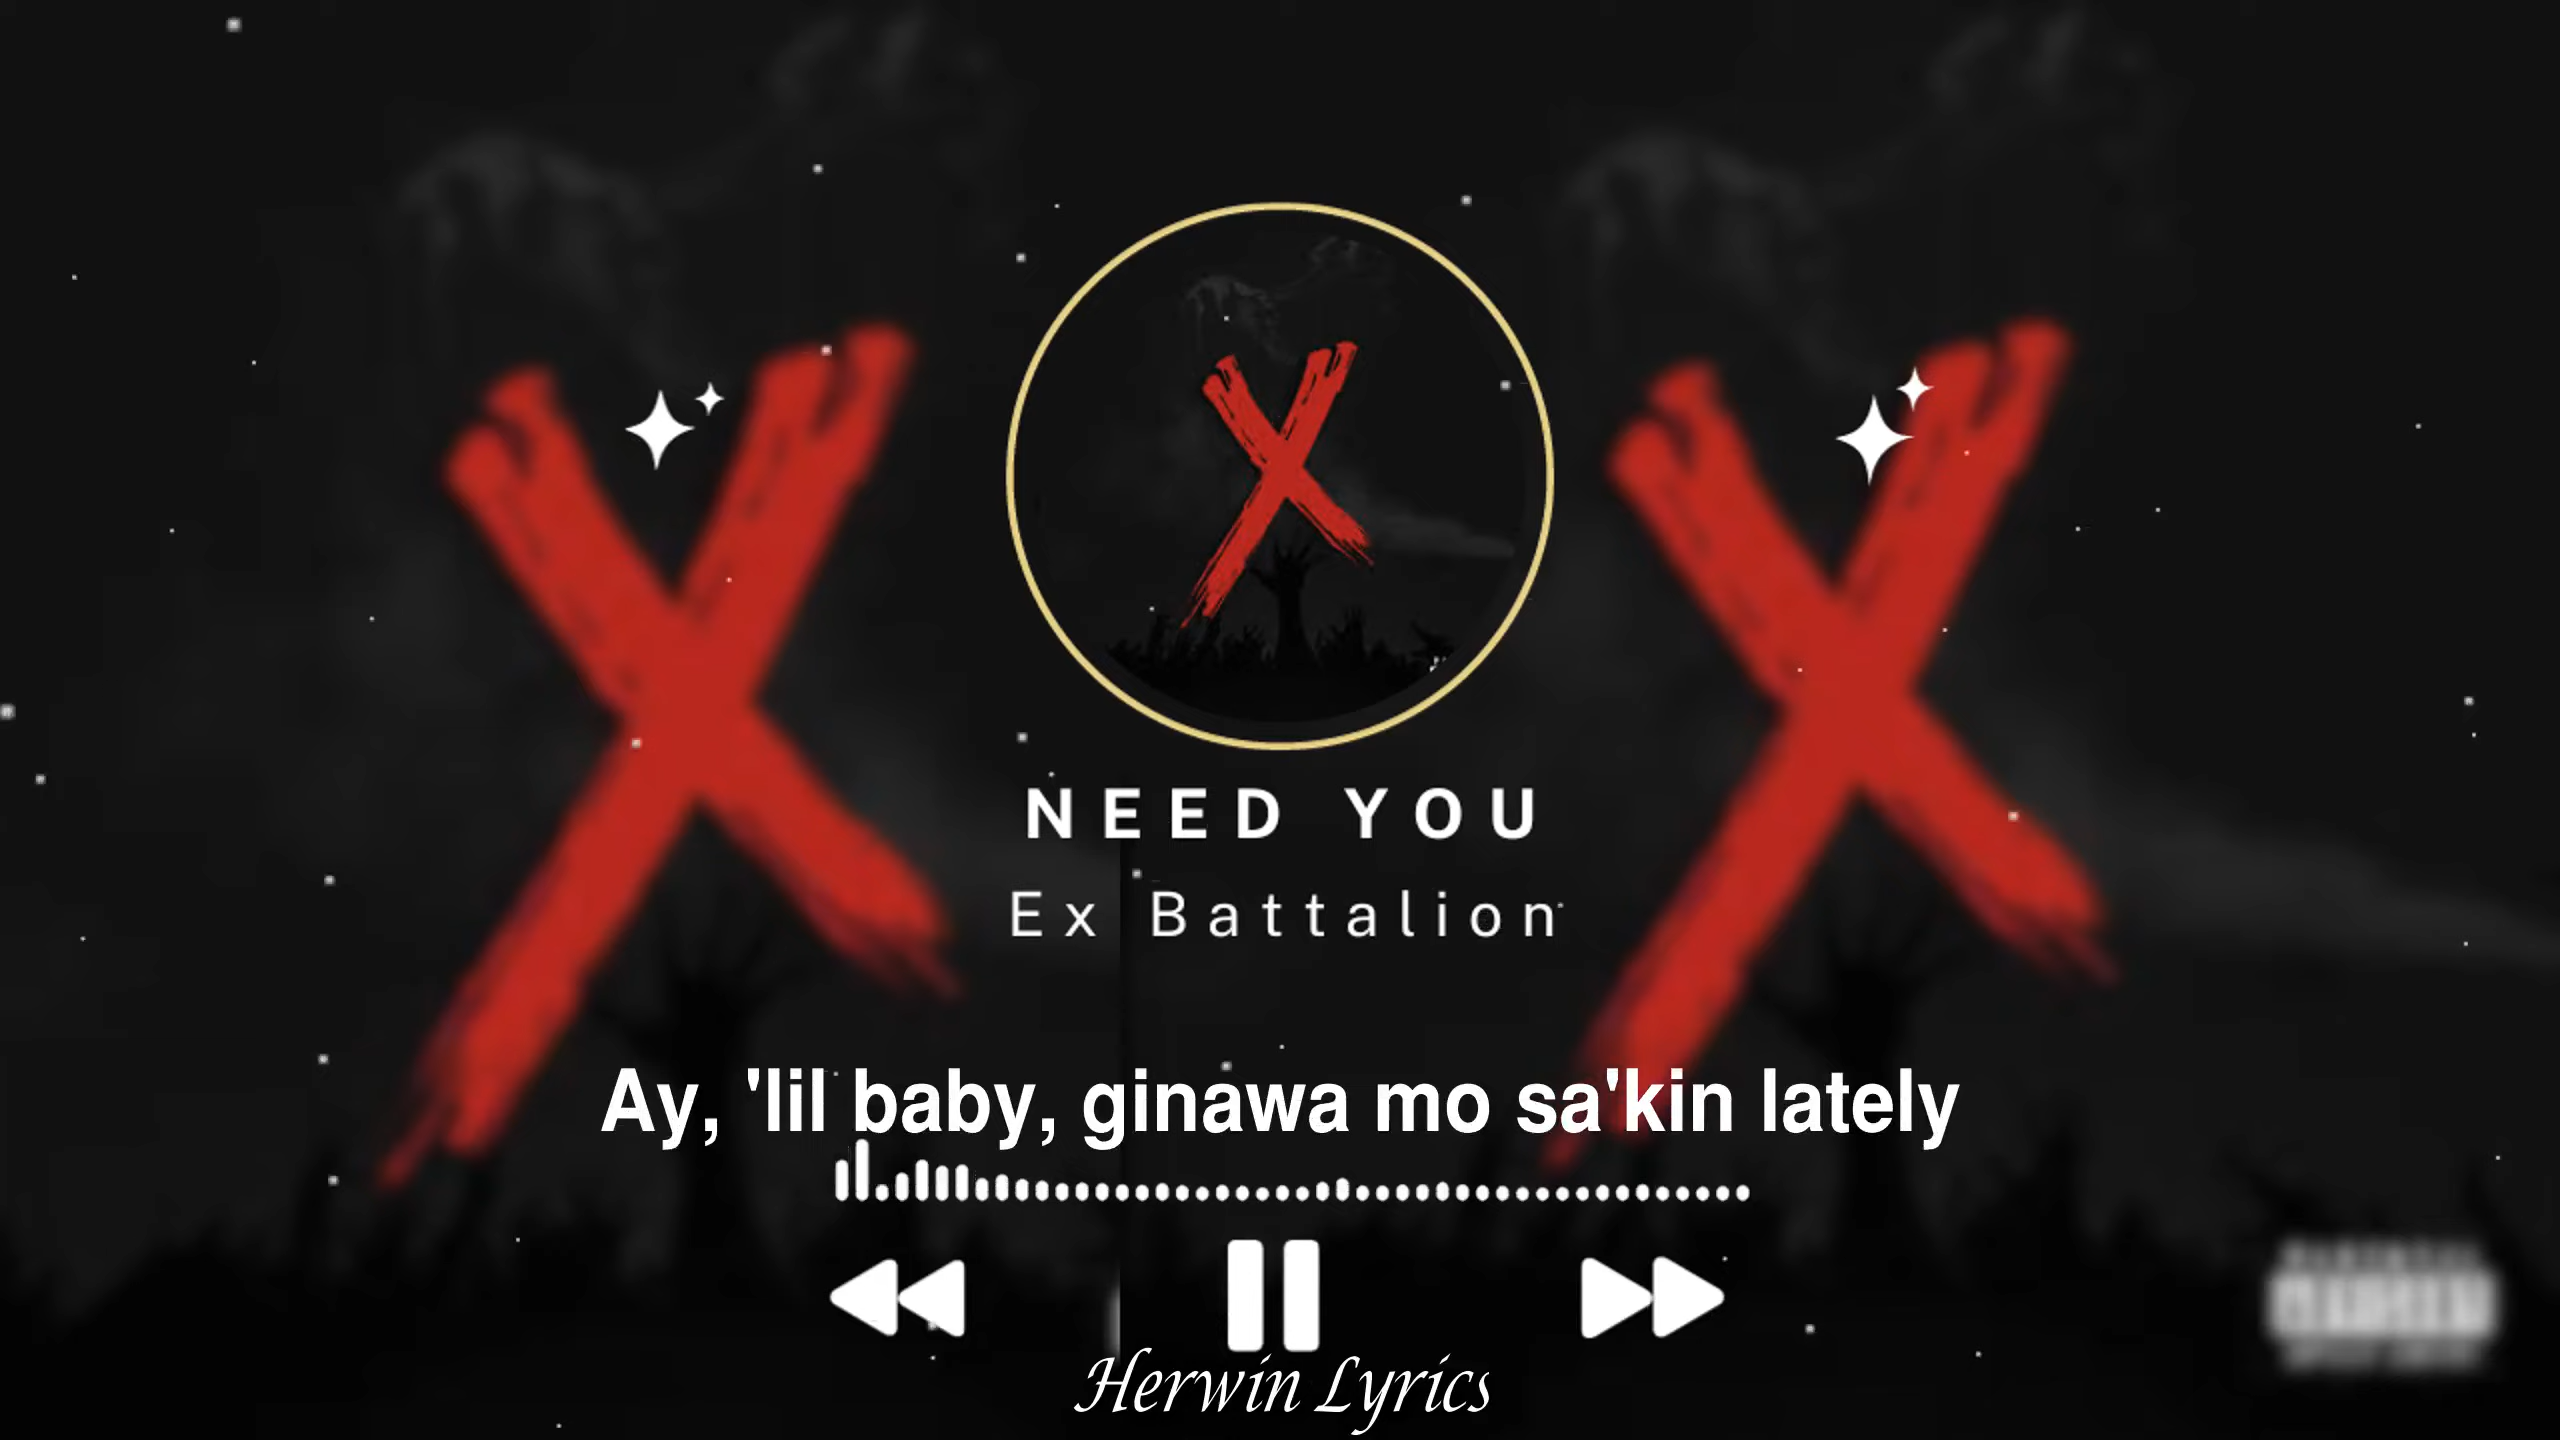 NEED YOU
Ex Battalion
Ay, 'lil baby, ginawa mo sa'kin lately
Herwin Lyrics